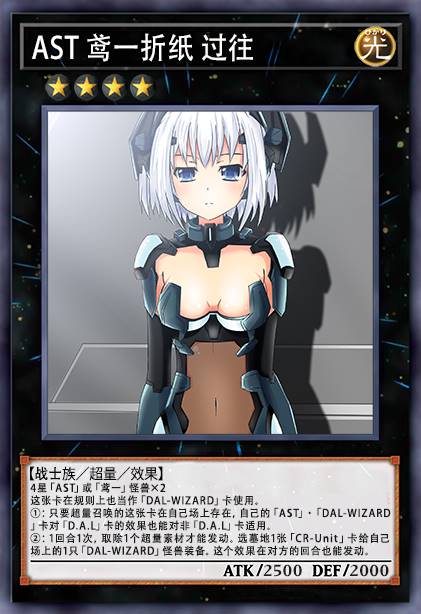 AST 鸢一折纸 过往
ひかり
光
【战士族／超量／效果】
4星「AST」或「鸢一」怪兽×2
这张卡在规则上也当作「DAL-WIZARD」卡使用。
①：只要超量召唤的这张卡在自己场上存在，自己的「AST」·「DAL-WIZARD
」卡对「D.A.L」卡的效果也能对非「D.A.L」卡适用。
②：1回合1次，取除1个超量素材才能发动。选墓地1张「CR-Unit」卡给自己
场上的1只「DAL-WIZARD」怪兽装备。这个效果在对方的回合也能发动。
ATK/2500 DEF/2000